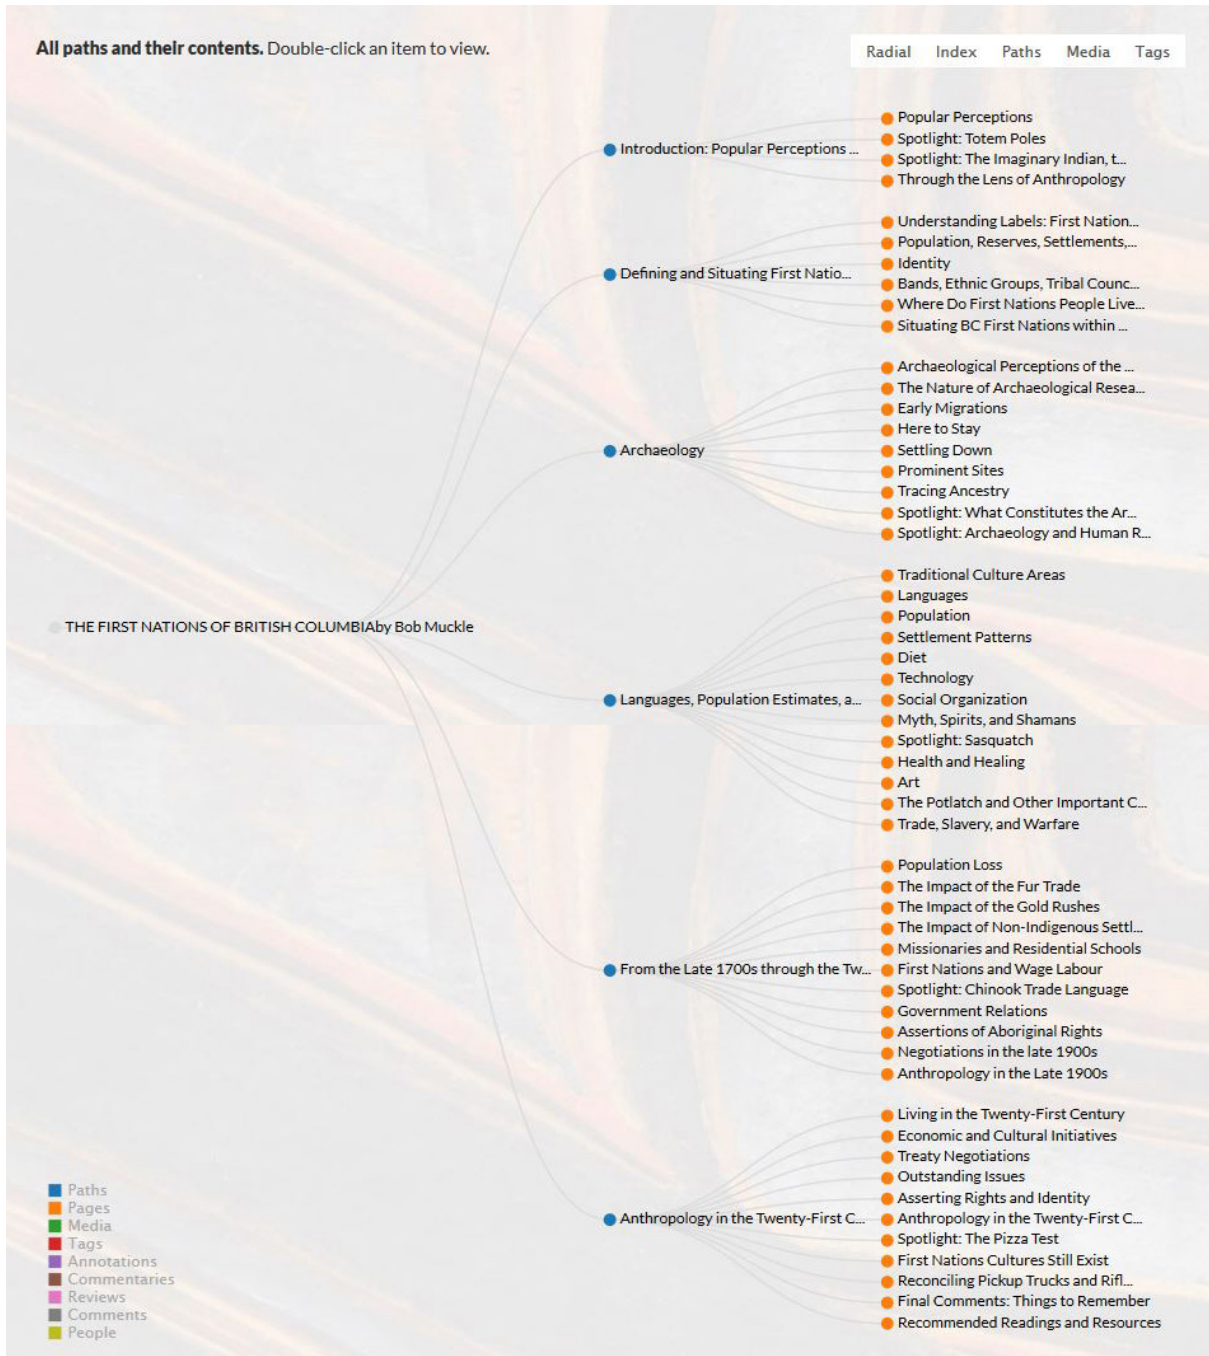 All paths and their contents. Double-click an item to view.
Radial Index Paths Media Tags
THE FIRST NATIONS OF BRITISH COLUMBIAby Bob Muckle
Introduction: Popular Perceptions ...
Popular Perceptions
Spotlight: Totem Poles
Spotlight: The Imaginary Indian, t...
Through the Lens of Anthropology
Defining and Situating First Natio...
Understanding Labels: First Nation...
Population, Reserves, Settlements,...
Identity
Bands, Ethnic Groups, Tribal Counc...
Where Do First Nations People Live...
Situating BC First Nations within ...
Archaeology
Archaeological Perceptions of the ...
The Nature of Archaeological Resea...
Early Migrations
Here to Stay
Settling Down
Prominent Sites
Tracing Ancestry
Spotlight: What Constitutes the Ar...
Spotlight: Archaeology and Human R...
Languages, Population Estimates, a...
Traditional Culture Areas
Languages
Population
Settlement Patterns
Diet
Technology
Social Organization
Myth, Spirits, and Shamans
Spotlight: Sasquatch
Health and Healing
Art
The Potlatch and Other Important C...
Trade, Slavery, and Warfare
From the Late 1700s through the Tw...
Population Loss
The Impact of the Fur Trade
The Impact of the Gold Rushes
The Impact of Non-Indigenous Settl...
Missionaries and Residential Schools
First Nations and Wage Labour
Spotlight: Chinook Trade Language
Government Relations
Assertions of Aboriginal Rights
Negotiations in the late 1900s
Anthropology in the Late 1900s
Anthropology in the Twenty-First C...
Living in the Twenty-First Century
Economic and Cultural Initiatives
Treaty Negotiations
Outstanding Issues
Asserting Rights and Identity
Anthropology in the Twenty-First C...
Spotlight: The Pizza Test
First Nations Cultures Still Exist
Reconciling Pickup Trucks and Rifl...
Final Comments: Things to Remember
Recommended Readings and Resources
Paths
Pages
Media
Tags
Annotations
Commentaries
Reviews
Comments
People